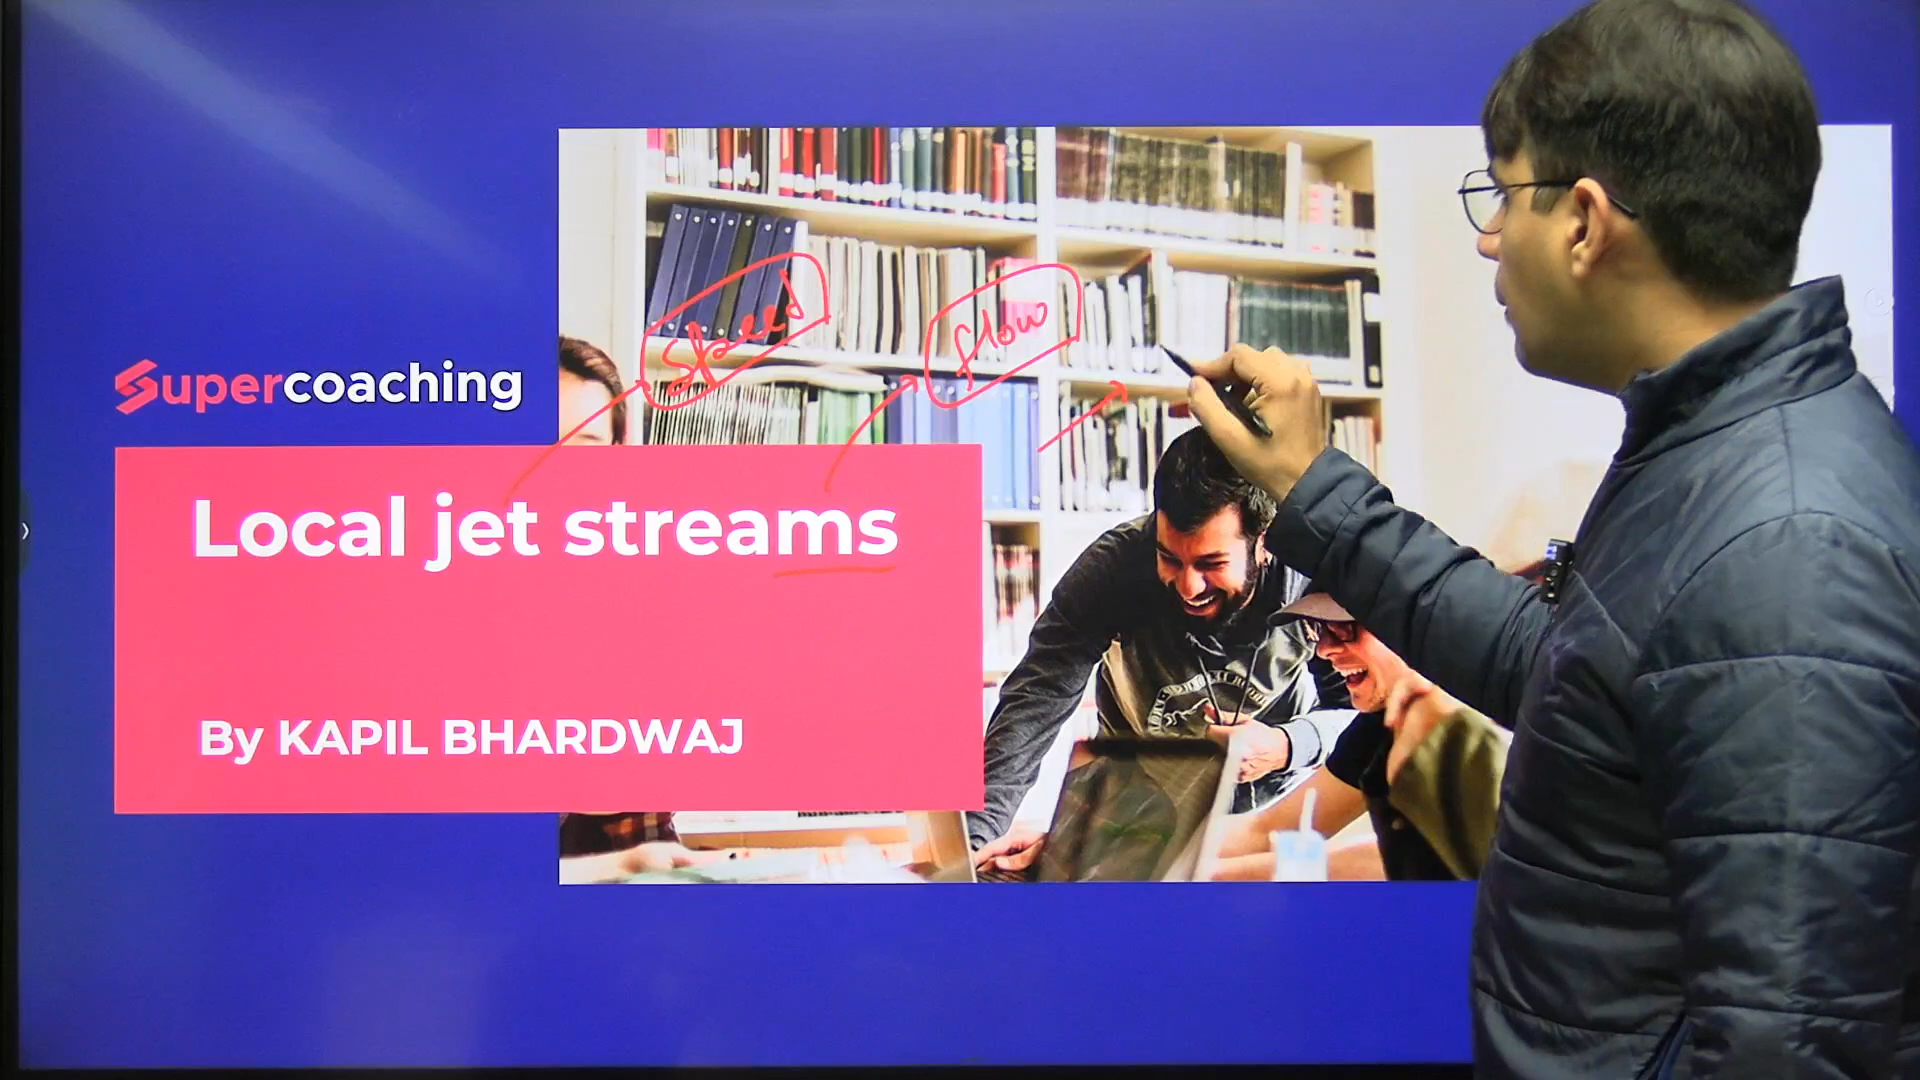 Speed
flow
Supercoaching
Local jet streams
By KAPIL BHARDWAJ